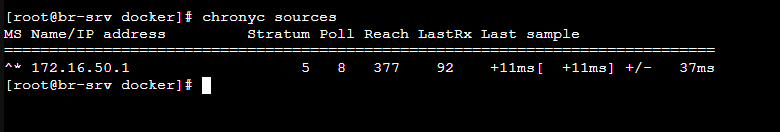 [root@br-srv docker]# chronyc sources
MS Name/IP address         Stratum Poll Reach LastRx Last sample
===============================================================================
^* 172.16.50.1                   5   8   377    92    +11ms[  +11ms] +/-   37ms
[root@br-srv docker]#